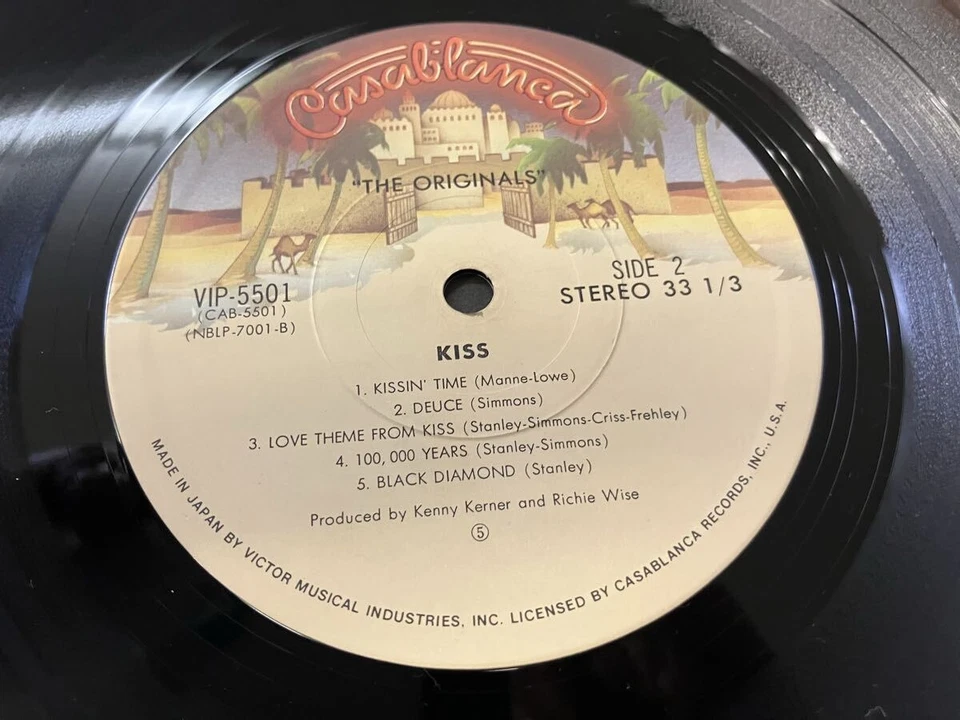 Casablanca
"THE ORIGINALS"
VIP-5501
(CAB-5501)
(NBLP-7001-B)
SIDE 2
STEREO 33 1/3
KISS
1. KISSIN' TIME (Manne-Lowe)
2. DEUCE (Simmons)
3. LOVE THEME FROM KISS (Stanley-Simmons-Criss-Frehley)
4. 100,000 YEARS (Stanley-Simmons)
5. BLACK DIAMOND (Stanley)
Produced by Kenny Kerner and Richie Wise
⑤
MADE IN JAPAN BY VICTOR MUSICAL INDUSTRIES, INC. LICENSED BY CASABLANCA RECORDS, INC., U.S.A.